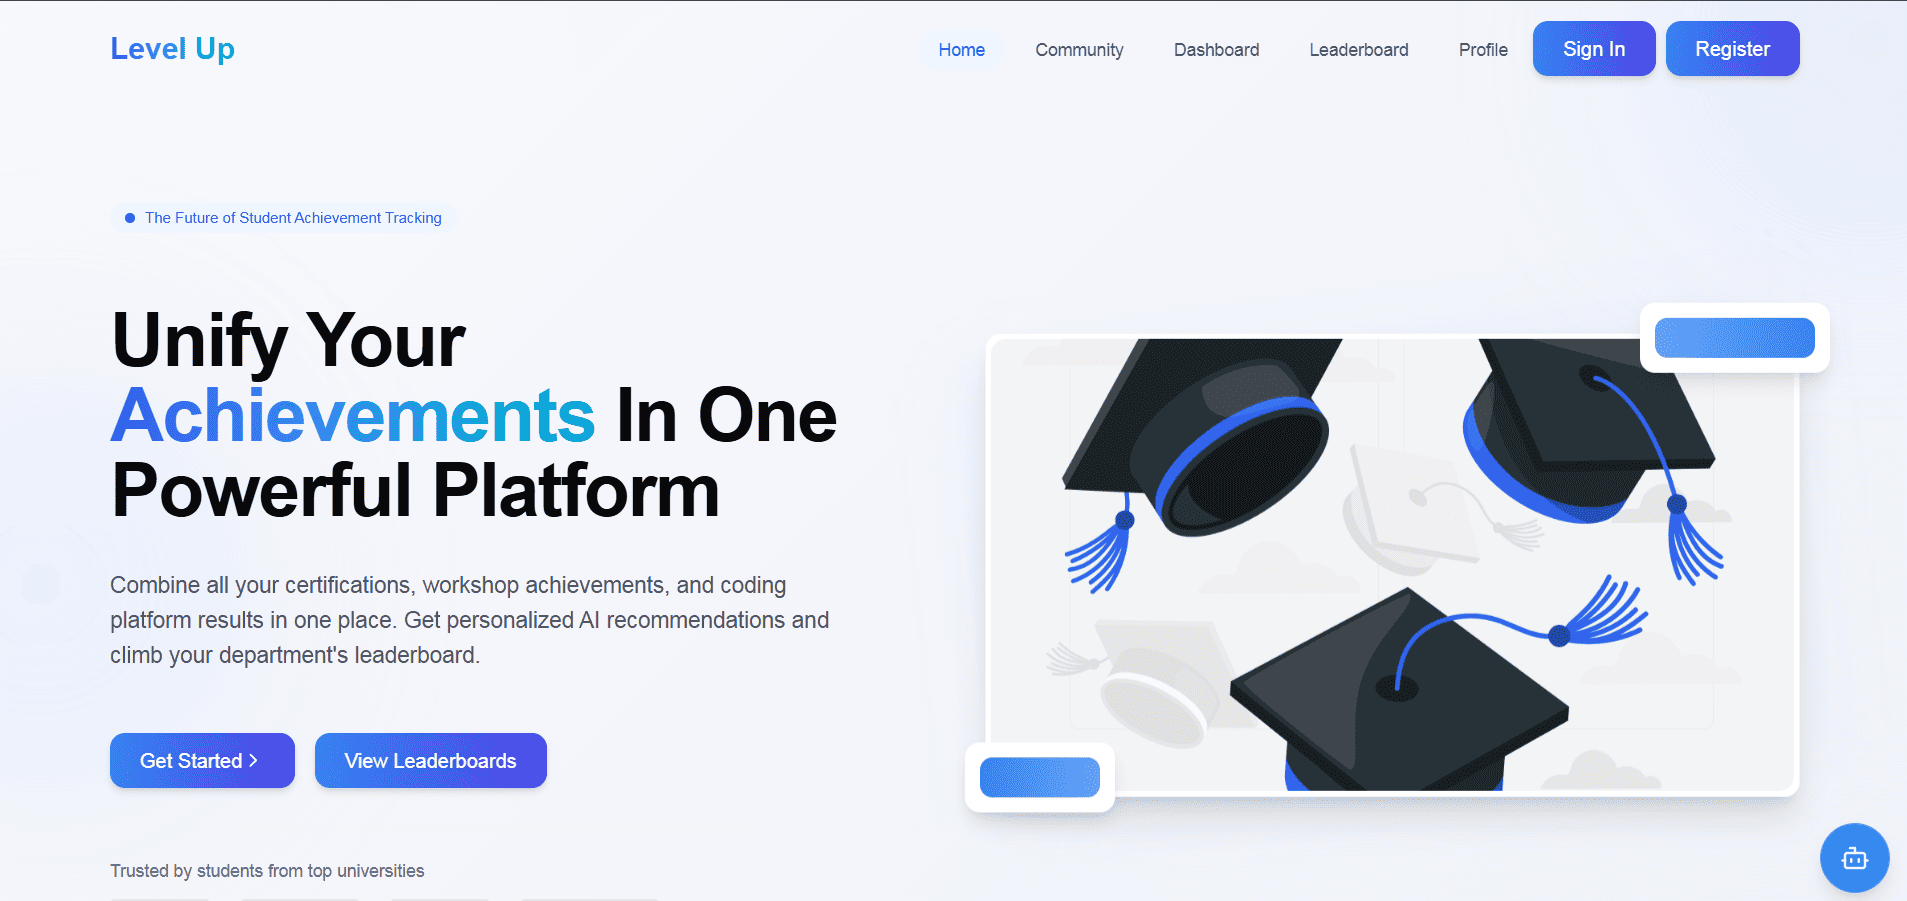 Level Up
Home
Community
Dashboard
Leaderboard
Profile
Sign In
Register
The Future of Student Achievement Tracking
Unify Your
Achievements In One
Powerful Platform
Combine all your certifications, workshop achievements, and coding
platform results in one place. Get personalized AI recommendations and
climb your department's leaderboard.
Get Started
View Leaderboards
Trusted by students from top universities